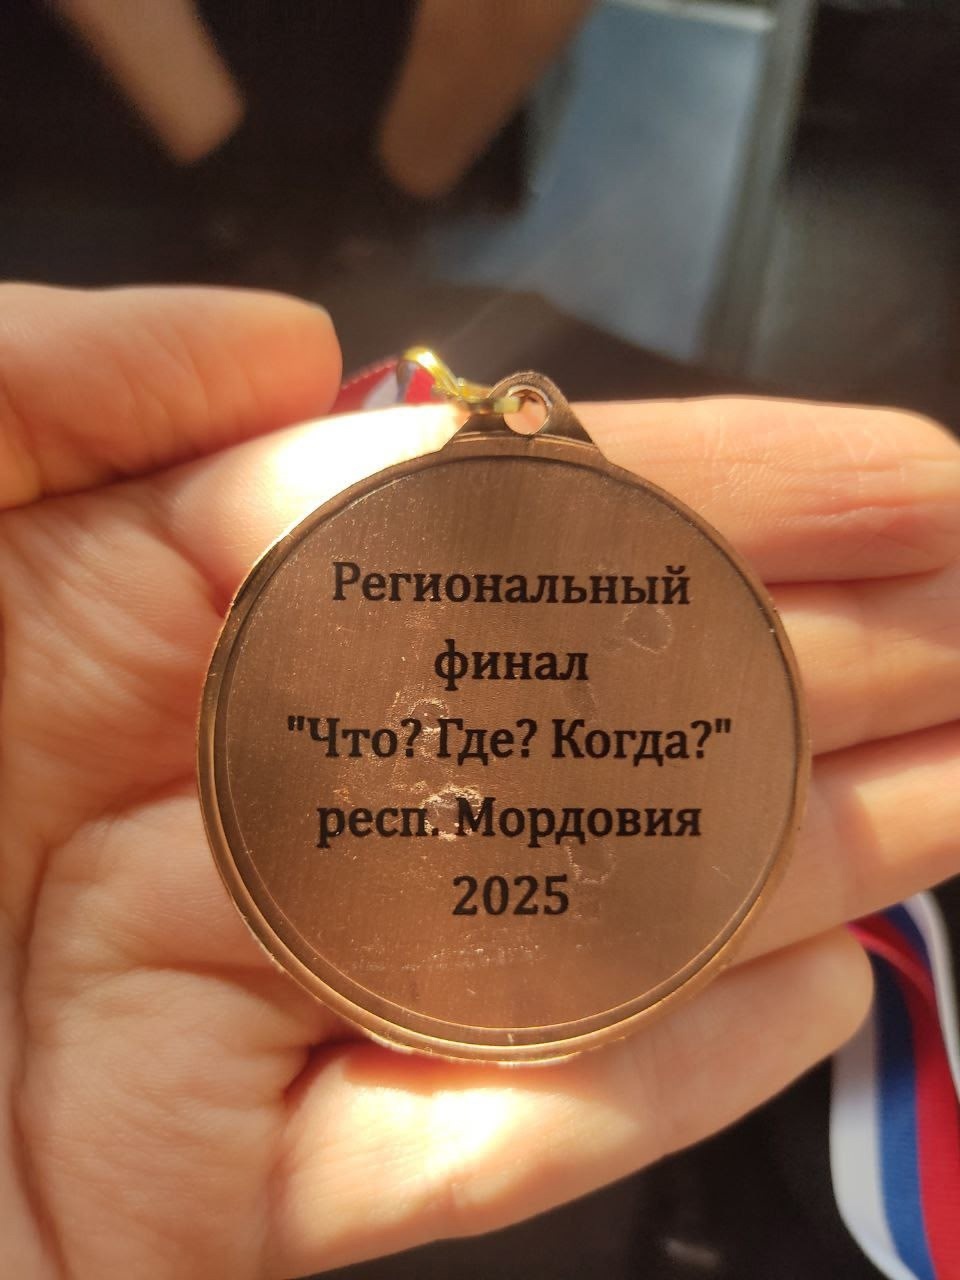 Региональный
финал
"Что? Где? Когда?"
респ. Мордовия
2025